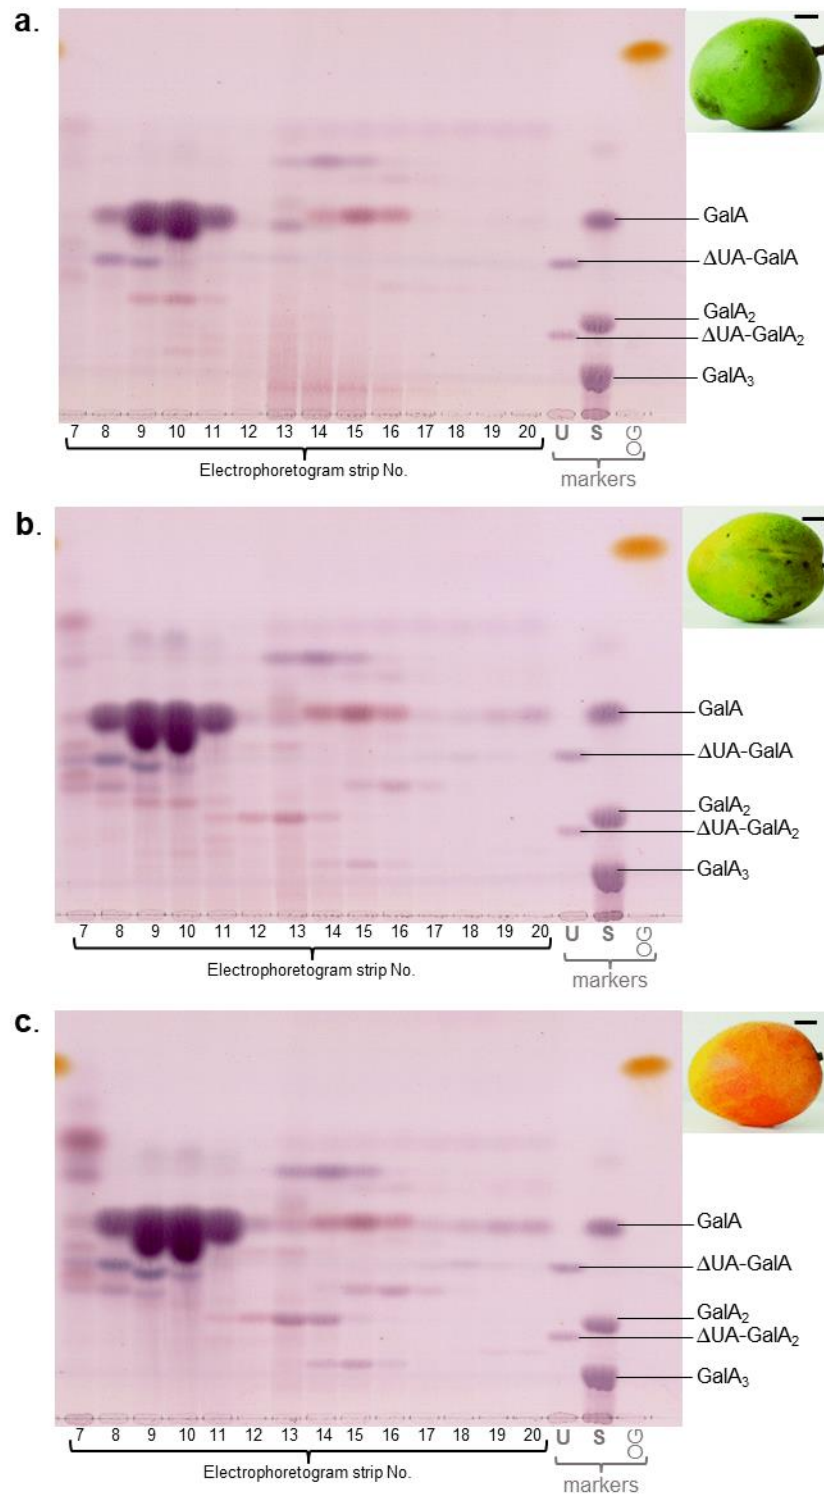 a.
GalA
ΔUA-GalA
GalA₂
ΔUA-GalA₂
GalA₃
7 8 9 10 11 12 13 14 15 16 17 18 19 20 U S OG
Electrophoretogram strip No.
markers
b.
GalA
ΔUA-GalA
GalA₂
ΔUA-GalA₂
GalA₃
7 8 9 10 11 12 13 14 15 16 17 18 19 20 U S OG
Electrophoretogram strip No.
markers
c.
GalA
ΔUA-GalA
GalA₂
ΔUA-GalA₂
GalA₃
7 8 9 10 11 12 13 14 15 16 17 18 19 20 U S OG
Electrophoretogram strip No.
markers